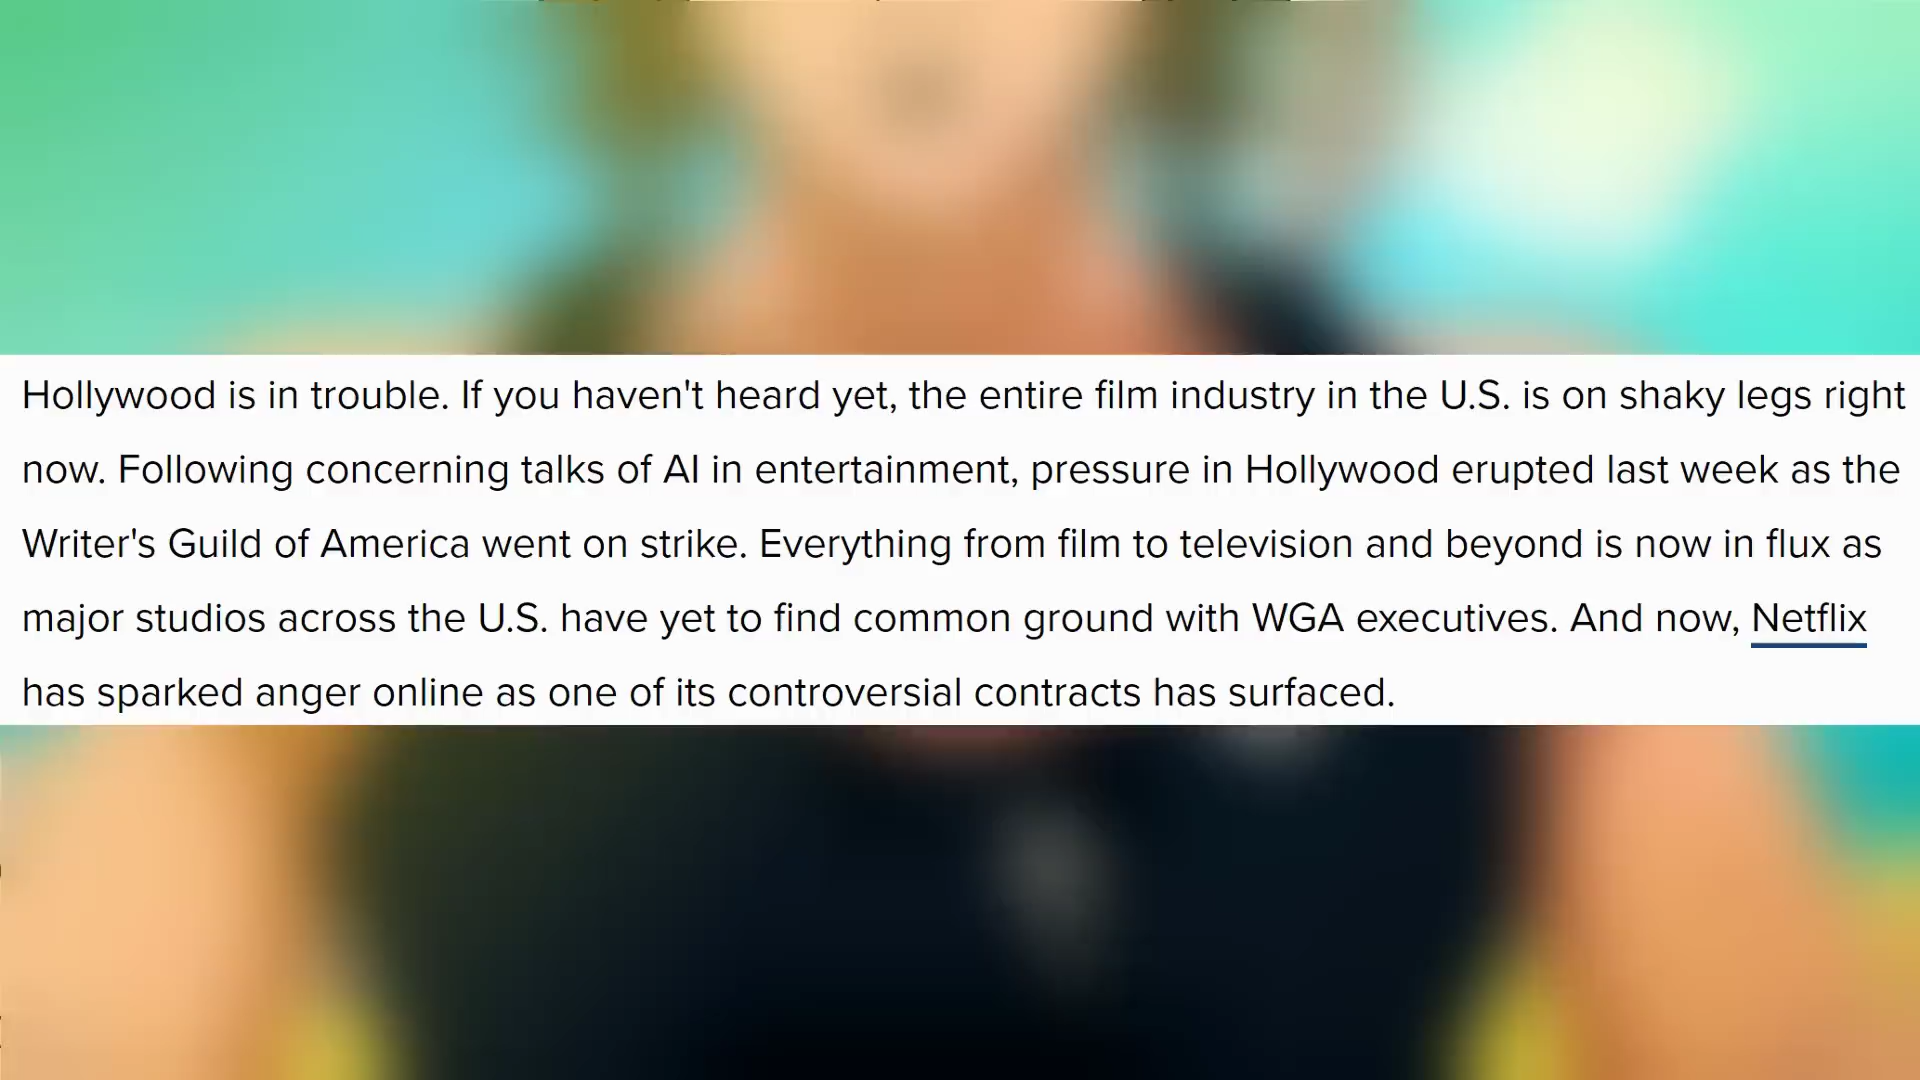 Hollywood is in trouble. If you haven't heard yet, the entire film industry in the U.S. is on shaky legs right
now. Following concerning talks of AI in entertainment, pressure in Hollywood erupted last week as the
Writer's Guild of America went on strike. Everything from film to television and beyond is now in flux as
major studios across the U.S. have yet to find common ground with WGA executives. And now, Netflix
has sparked anger online as one of its controversial contracts has surfaced.